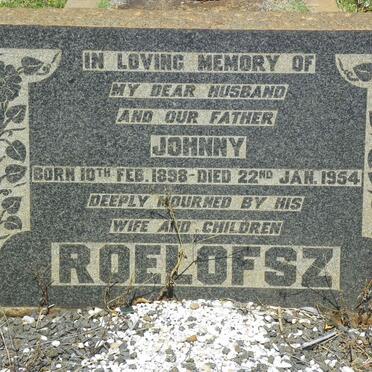 IN LOVING MEMORY OF
MY DEAR HUSBAND
AND OUR FATHER
JOHNNY
BORN 10TH FEB. 1898-DIED 22ND JAN. 1954
DEEPLY MOURNED BY HIS
WIFE AND CHILDREN
ROELOFSZ